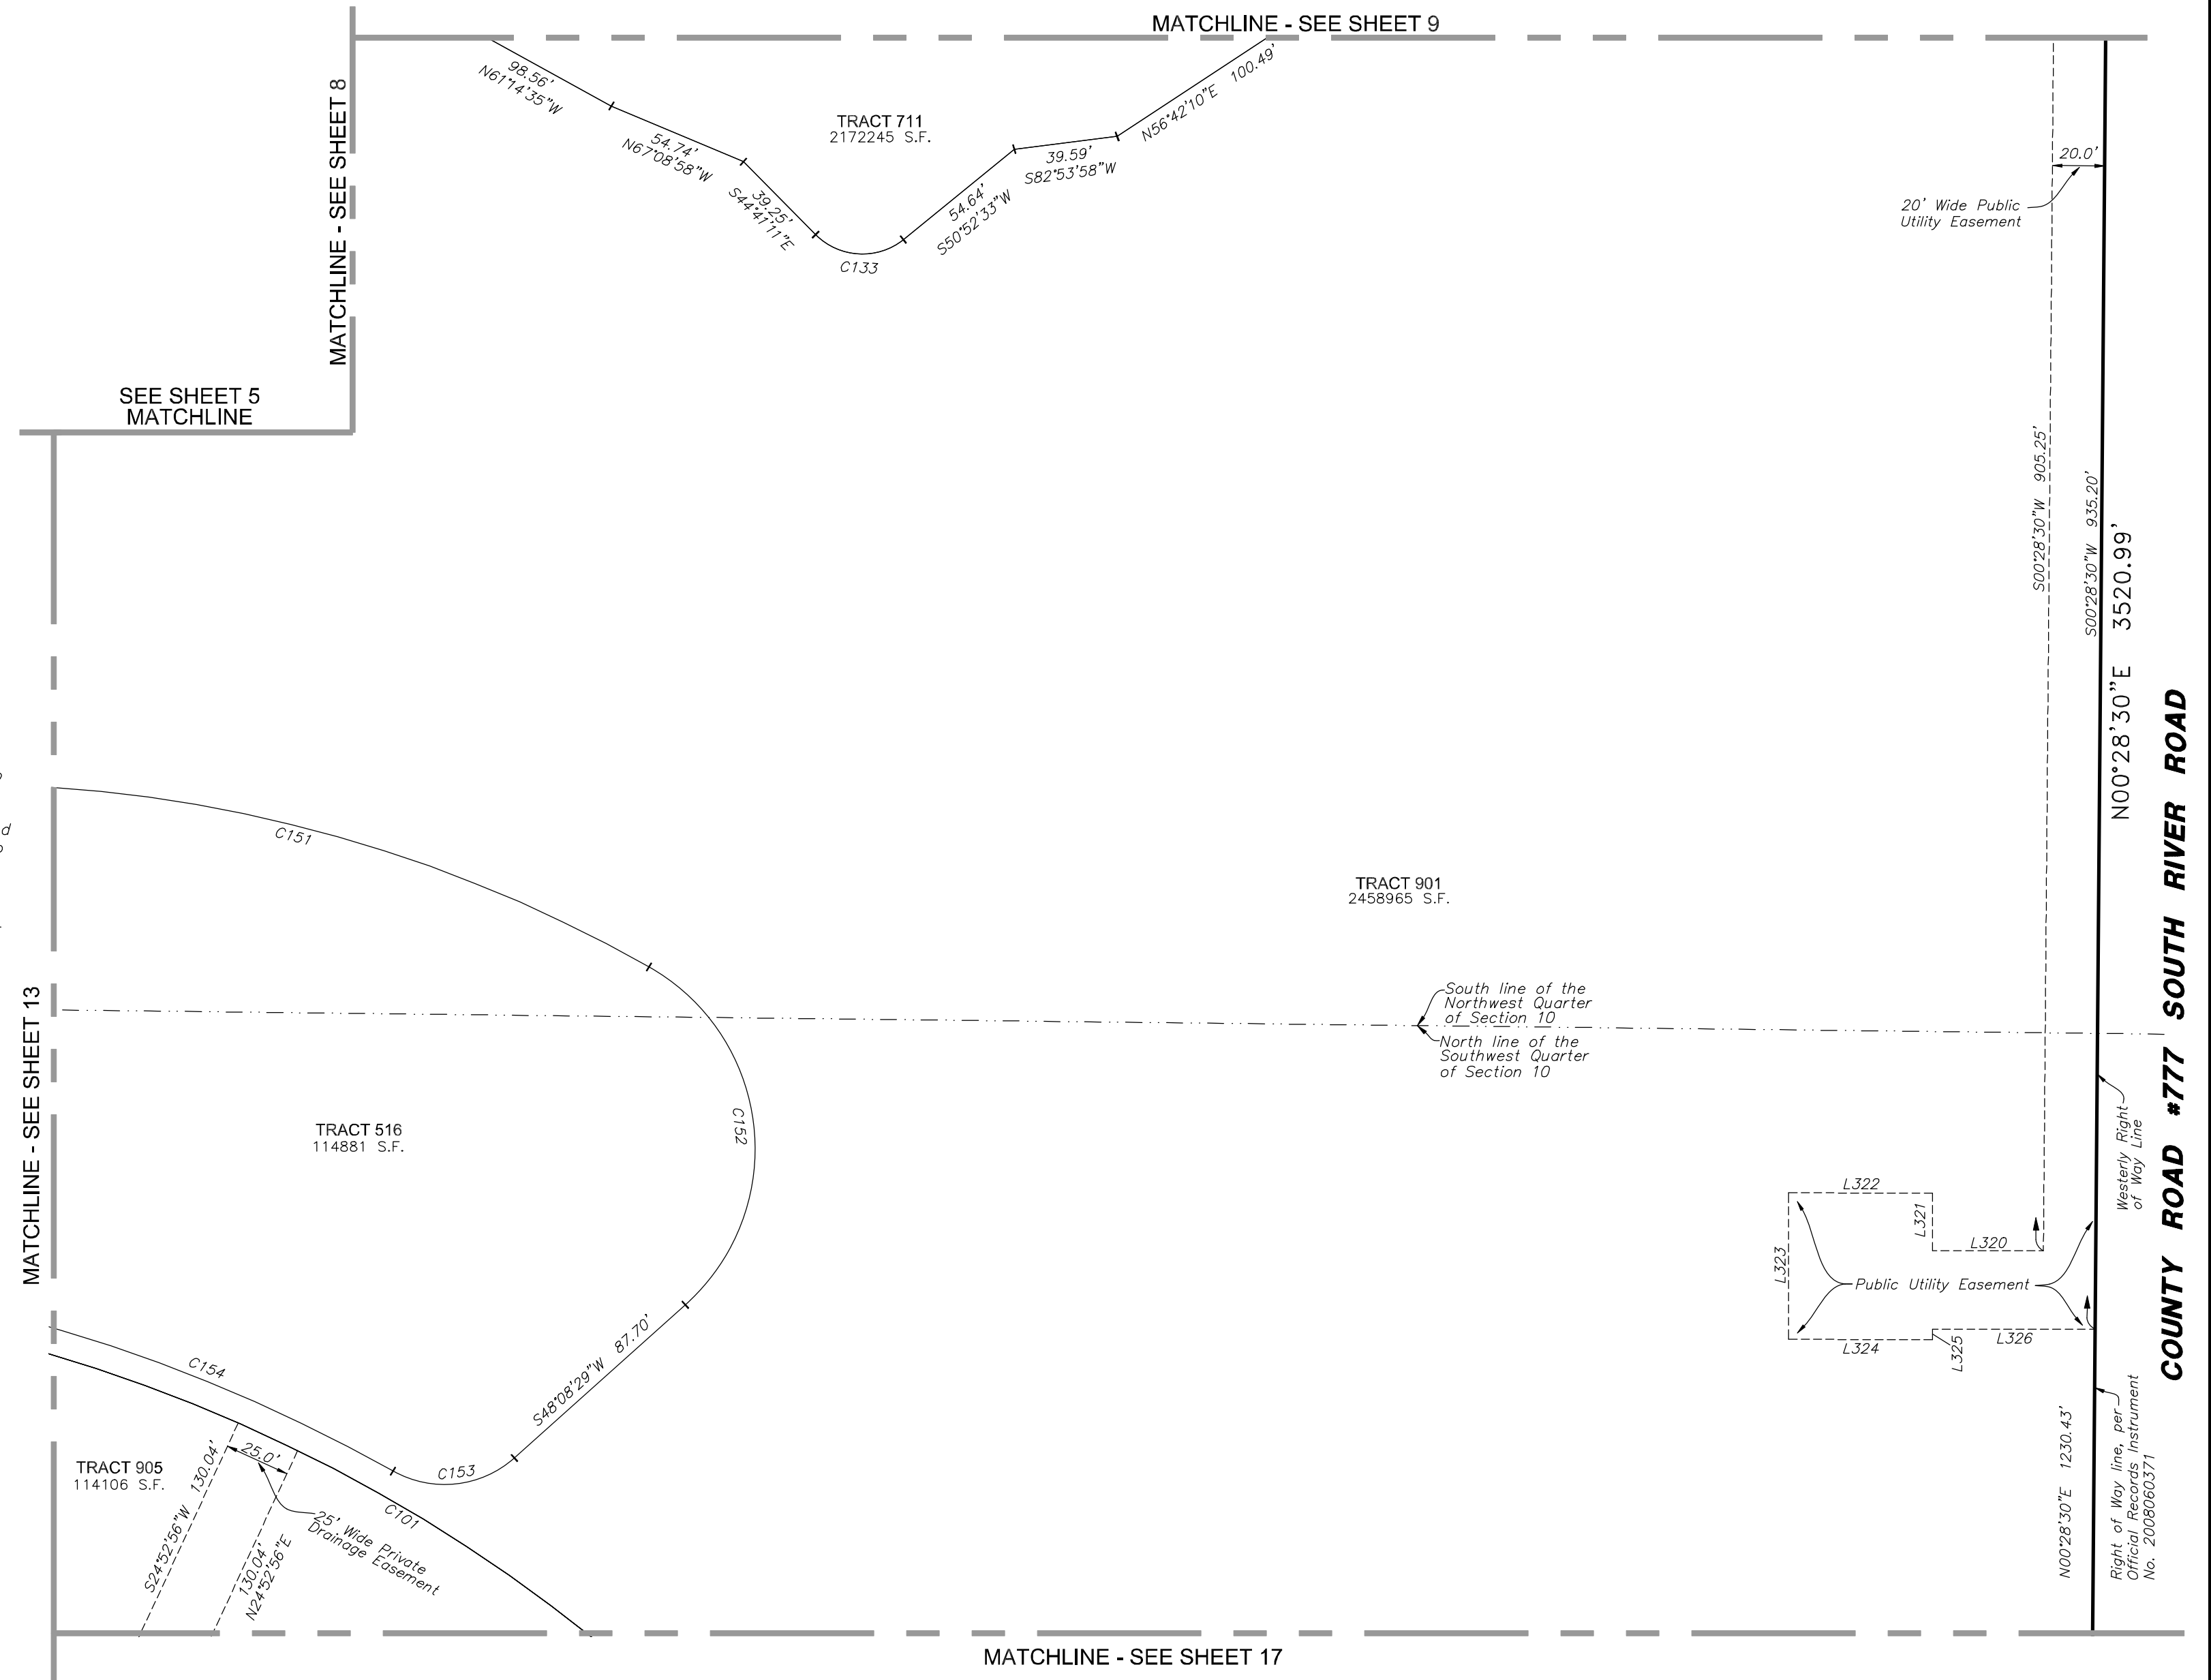 MATCHLINE - SEE SHEET 9
MATCHLINE - SEE SHEET 8
98.56'
N61°14'35"W
54.74'
N67°08'58"W
39.25'
S44°41'11"E
C133
54.64'
S50°52'33"W
39.59'
S82°53'58"W
N56°42'10"E 100.49'
TRACT 711
2172245 S.F.
20.0'
20' Wide Public
Utility Easement
SEE SHEET 5
MATCHLINE
S00°28'30"W 905.25'
S00°28'30"W 935.20'
N00°28'30"E 3520.99'
COUNTY ROAD #777 SOUTH RIVER ROAD
C151
d
TRACT 901
2458965 S.F.
South line of the
Northwest Quarter
of Section 10
North line of the
Southwest Quarter
of Section 10
MATCHLINE - SEE SHEET 13
TRACT 516
114881 S.F.
C152
Westerly Right
of Way Line
L322
L321
L320
L323
Public Utility Easement
L324
L325
L326
S48°08'29"W 87.70'
C154
C153
C101
TRACT 905
114106 S.F.
25.0'
S24°52'56"W 130.04'
130.04'
N24°52'56"E
25' Wide Private
Drainage Easement
N00°28'30"E 1230.43'
Right of Way line, per
Official Records Instrument
No. 2008060371
MATCHLINE - SEE SHEET 17